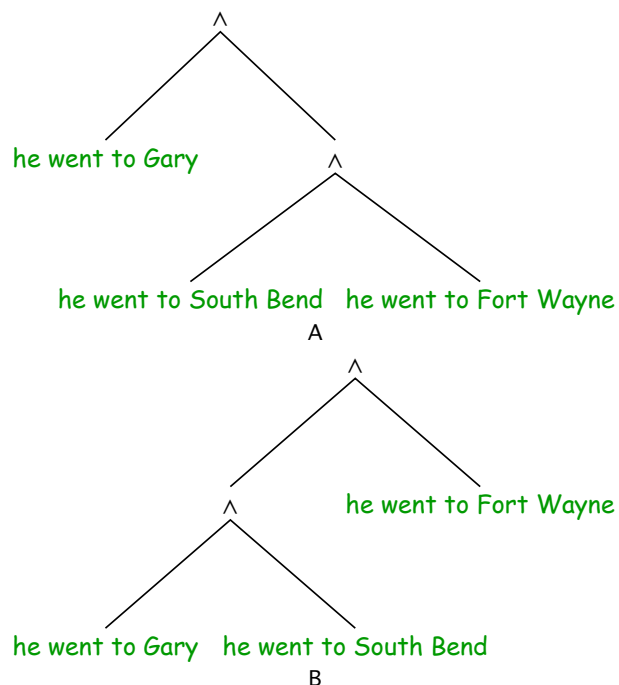 ∧
he went to Gary
∧
he went to South Bend he went to Fort Wayne
A
∧
he went to Fort Wayne
∧
he went to Gary he went to South Bend
B